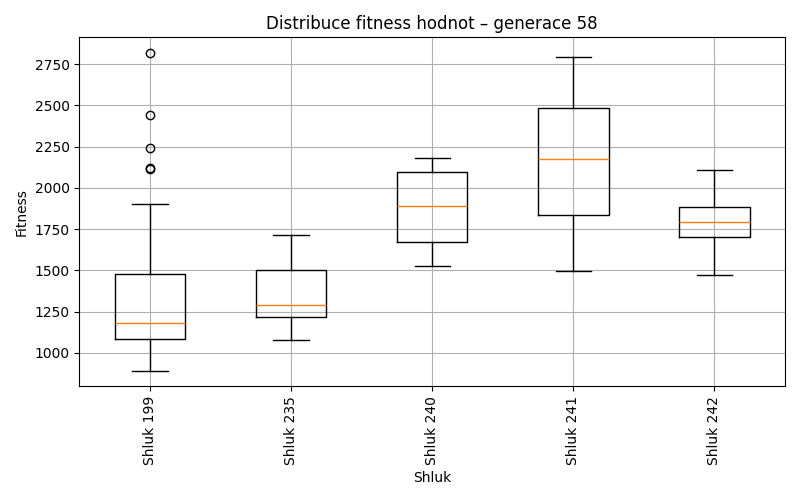 Distribuce fitness hodnot – generace 58
Fitness
2750
2500
2250
2000
1750
1500
1250
1000
Shluk 199
Shluk 235
Shluk 240
Shluk 241
Shluk 242
Shluk